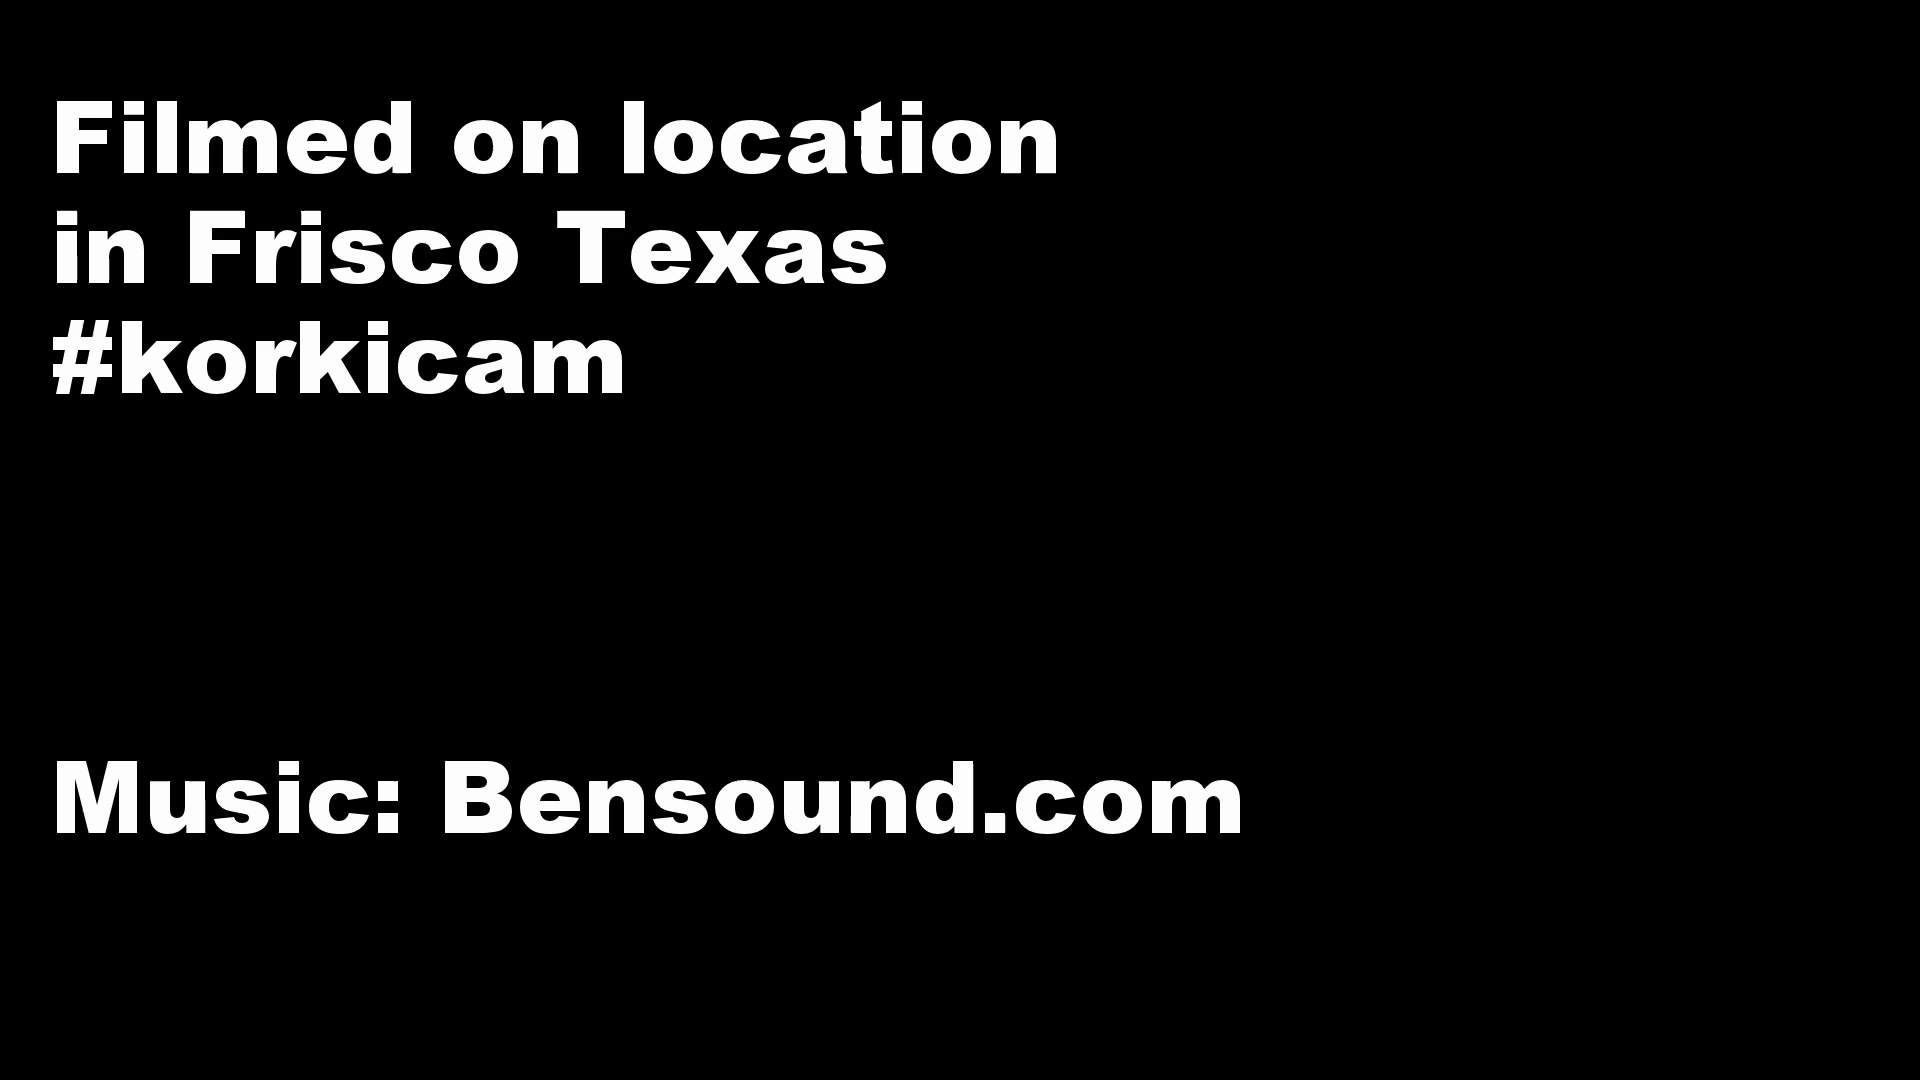 Filmed on location
in Frisco Texas
#korkicam
Music: Bensound.com